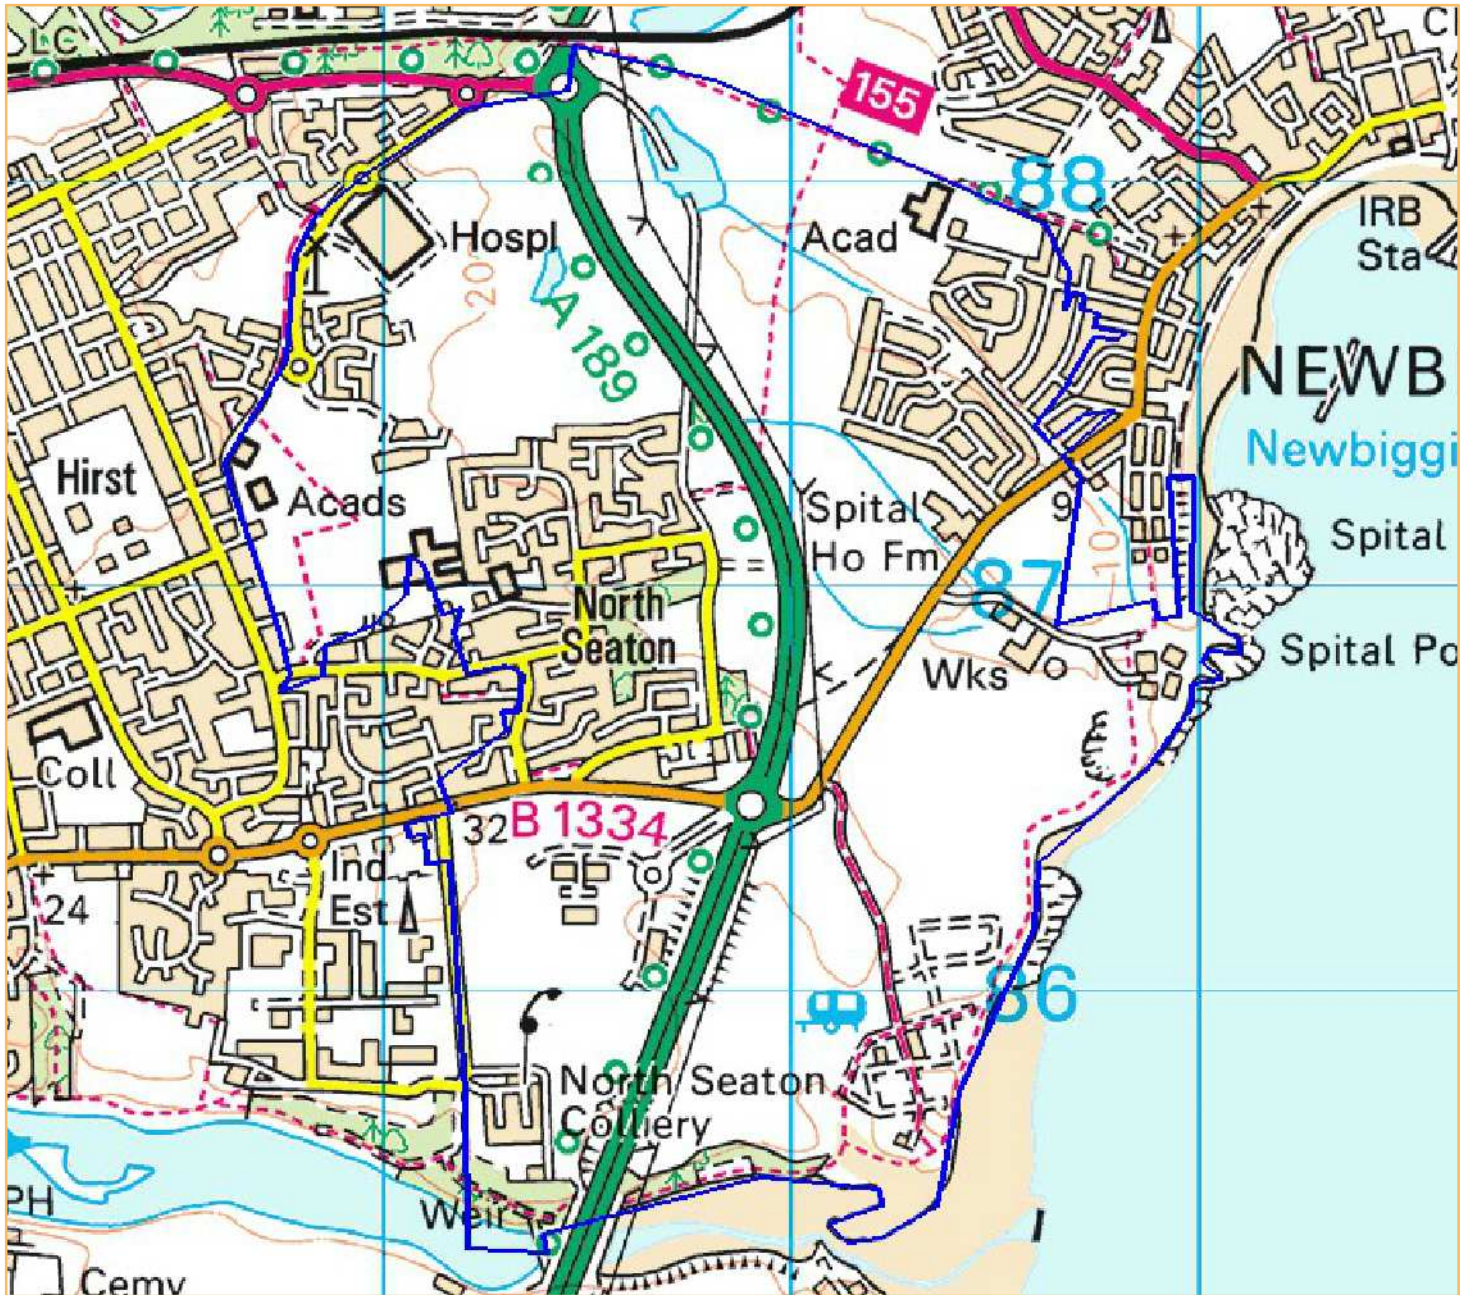 LC
Cl
155
88
IRB
Sta
Hospl
Acad
20
A 189
NEWB
Newbiggi
Hirst
Acads
Spital
Ho Fm
9
10
Spital
87
North
Seaton
Wks
Spital Po
Coll
32
B 1334
Ind
Est
24
86
North Seaton
Colliery
PH
Weir
Cemy